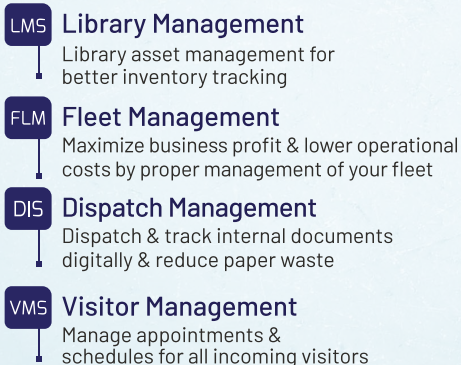 LMS Library Management
Library asset management for
better inventory tracking
FLM Fleet Management
Maximize business profit & lower operational
costs by proper management of your fleet
DIS Dispatch Management
Dispatch & track internal documents
digitally & reduce paper waste
VMS Visitor Management
Manage appointments &
schedules for all incoming visitors